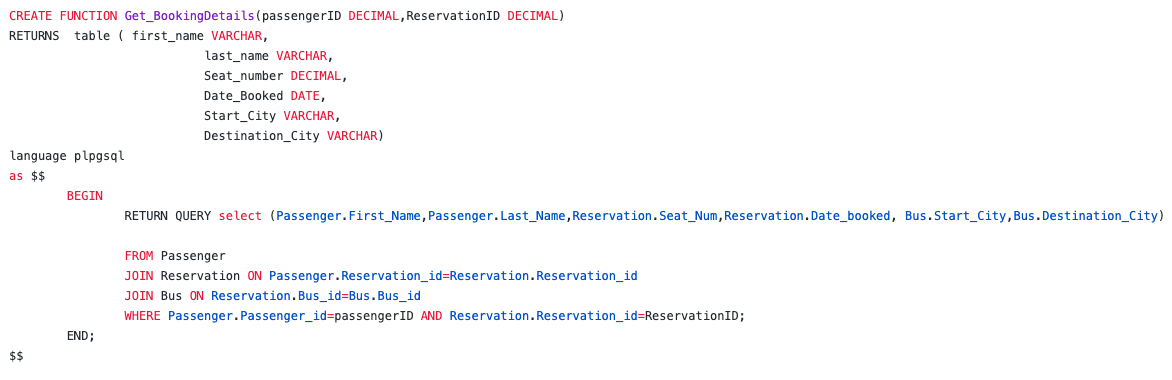 CREATE FUNCTION Get_BookingDetails(passengerID DECIMAL,ReservationID DECIMAL)
RETURNS  table ( first_name VARCHAR,
                           last_name VARCHAR,
                           Seat_number DECIMAL,
                           Date_Booked DATE,
                           Start_City VARCHAR,
                           Destination_City VARCHAR)
language plpgsql
as $$
        BEGIN
                RETURN QUERY select (Passenger.First_Name,Passenger.Last_Name,Reservation.Seat_Num,Reservation.Date_booked, Bus.Start_City,Bus.Destination_City)
                FROM Passenger
                JOIN Reservation ON Passenger.Reservation_id=Reservation.Reservation_id
                JOIN Bus ON Reservation.Bus_id=Bus.Bus_id
                WHERE Passenger.Passenger_id=passengerID AND Reservation.Reservation_id=ReservationID;
        END;
$$